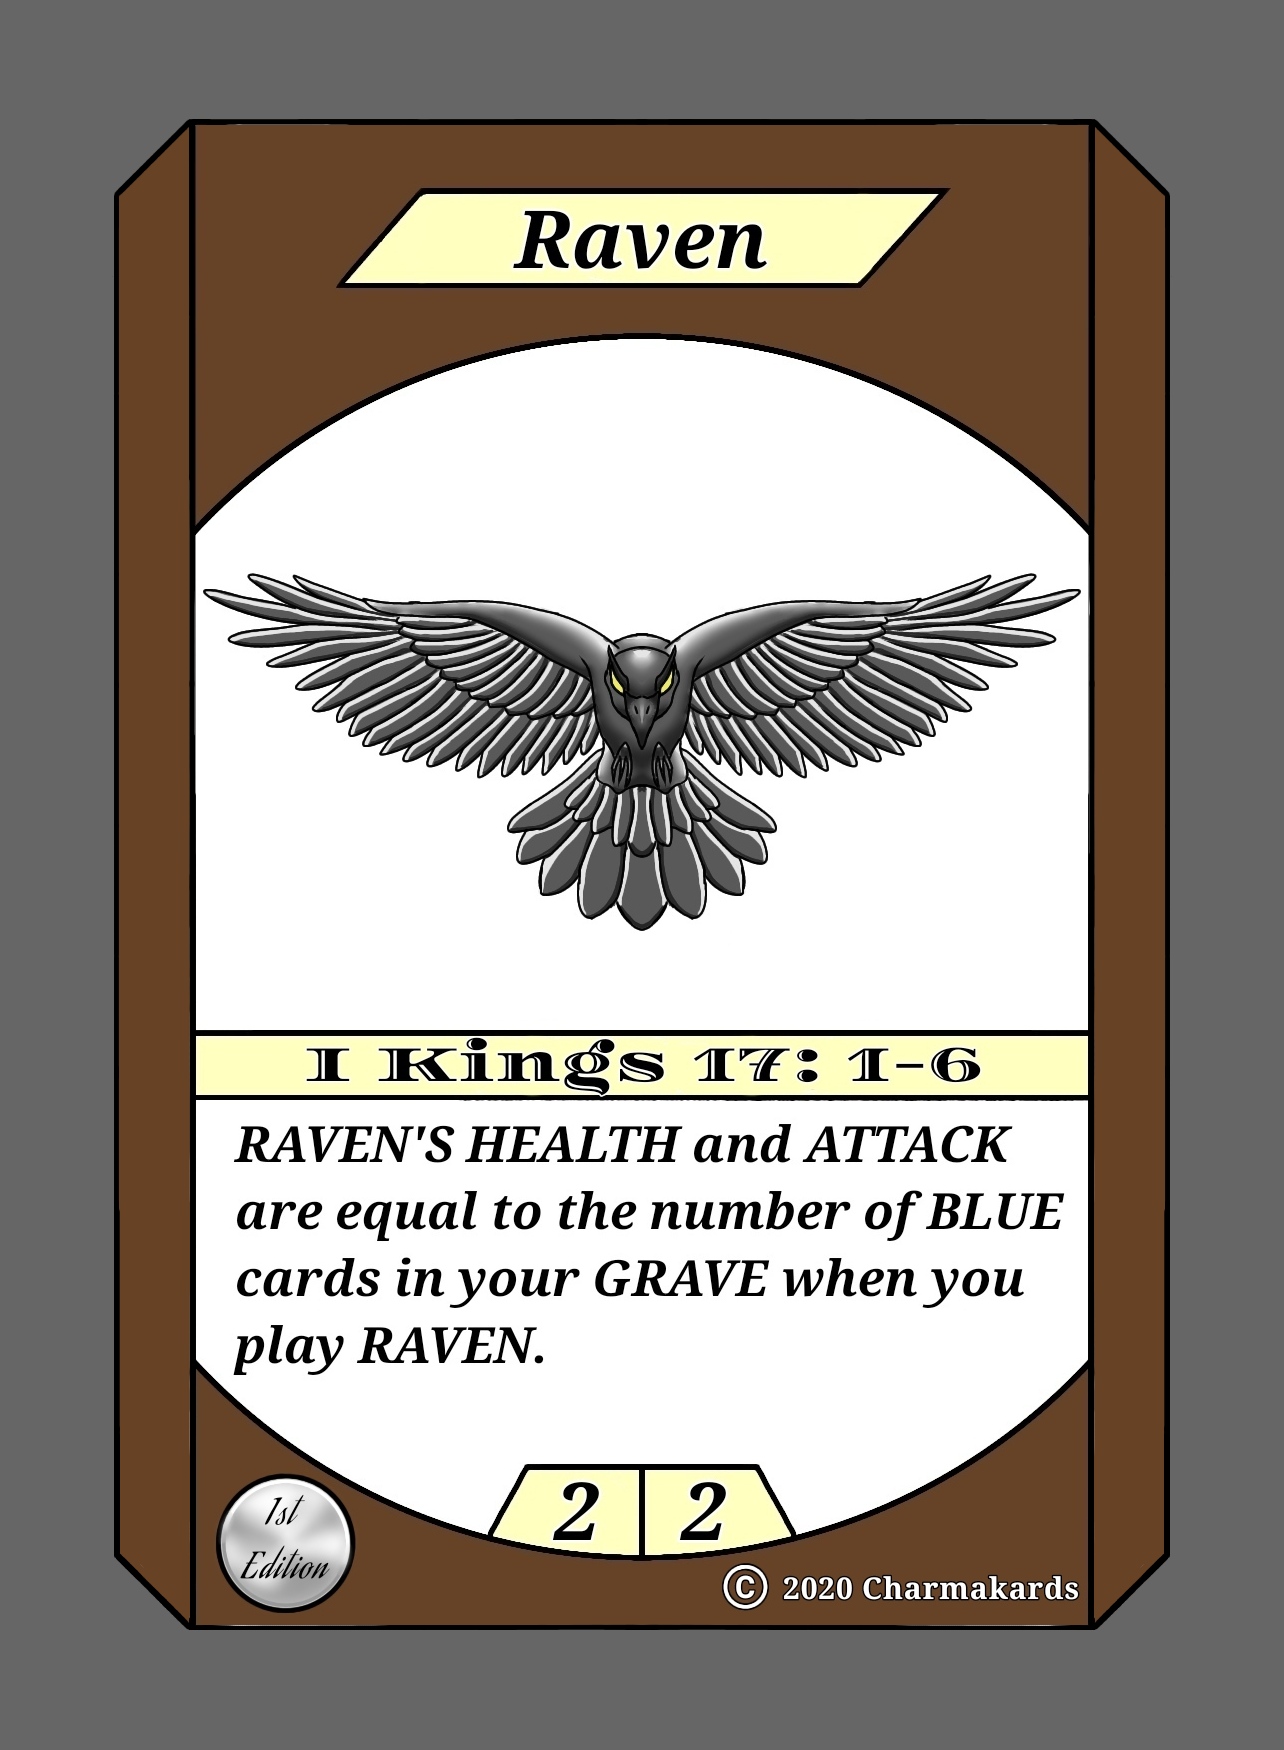 Raven
I Kings 17: 1-6
RAVEN'S HEALTH and ATTACK
are equal to the number of BLUE
cards in your GRAVE when you
play RAVEN.
2 2
1st
Edition
© 2020 Charmakards